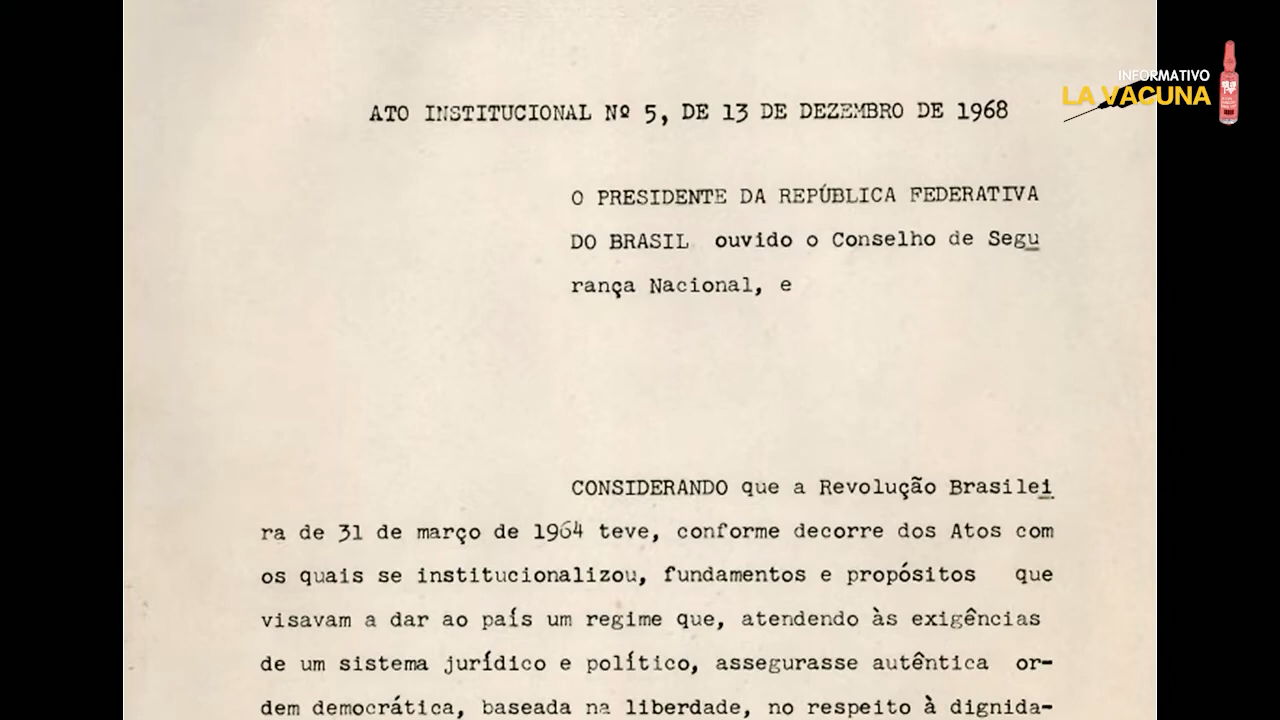 INFORMATIVO
LA VACUNA
ATO INSTITUCIONAL Nº 5, DE 13 DE DEZEMBRO DE 1968
O PRESIDENTE DA REPÚBLICA FEDERATIVA
DO BRASIL ouvido o Conselho de Segu
rança Nacional, e
CONSIDERANDO que a Revolução Brasilei
ra de 31 de março de 1964 teve, conforme decorre dos Atos com
os quais se institucionalizou, fundamentos e propósitos que
visavam a dar ao país um regime que, atendendo às exigências
de um sistema jurídico e político, assegurasse autêntica or-
dem democrática, baseada na liberdade, no respeito à dignida-